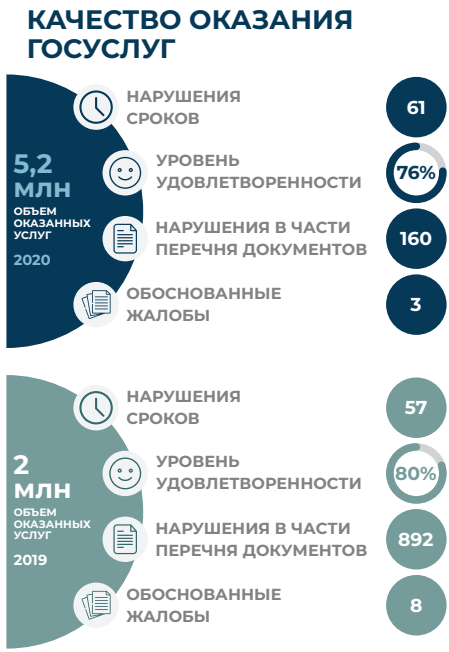 КАЧЕСТВО ОКАЗАНИЯ
ГОСУСЛУГ
НАРУШЕНИЯ
СРОКОВ
61
5,2
МЛН
ОБЪЕМ
ОКАЗАННЫХ
УСЛУГ
2020
УРОВЕНЬ
УДОВЛЕТВОРЕННОСТИ
76%
НАРУШЕНИЯ В ЧАСТИ
ПЕРЕЧНЯ ДОКУМЕНТОВ
160
ОБОСНОВАННЫЕ
ЖАЛОБЫ
3
НАРУШЕНИЯ
СРОКОВ
57
2
МЛН
ОБЪЕМ
ОКАЗАННЫХ
УСЛУГ
2019
УРОВЕНЬ
УДОВЛЕТВОРЕННОСТИ
80%
НАРУШЕНИЯ В ЧАСТИ
ПЕРЕЧНЯ ДОКУМЕНТОВ
892
ОБОСНОВАННЫЕ
ЖАЛОБЫ
8